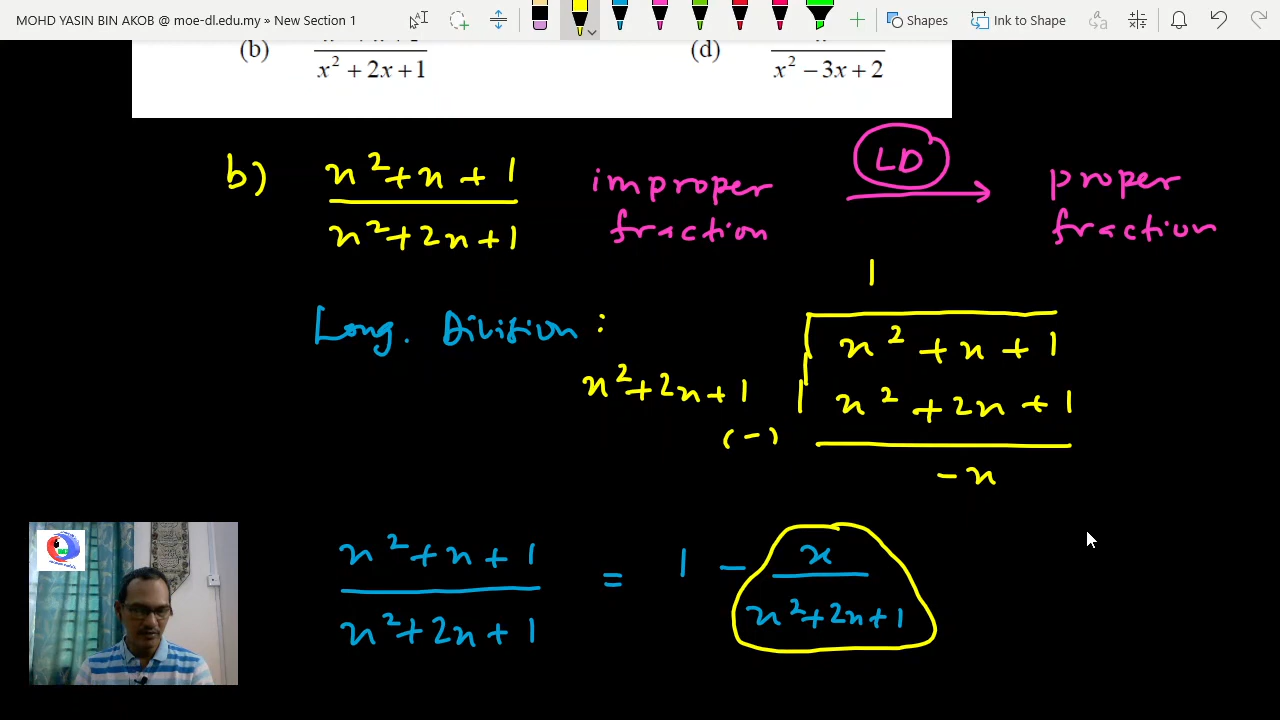 MOHD YASIN BIN AKOB @ moe-dl.edu.my » New Section 1
Shapes
Ink to Shape
(b) x² + 2x + 1
(d) x² − 3x + 2
b) x² + x + 1
x² + 2x + 1
improper
fraction
LD
proper
fraction
1
Long. Division :
x² + x + 1
x² + 2x + 1
x² + 2x + 1
(−)
−x
x² + x + 1
x² + 2x + 1
= 1 −
x
x² + 2x + 1